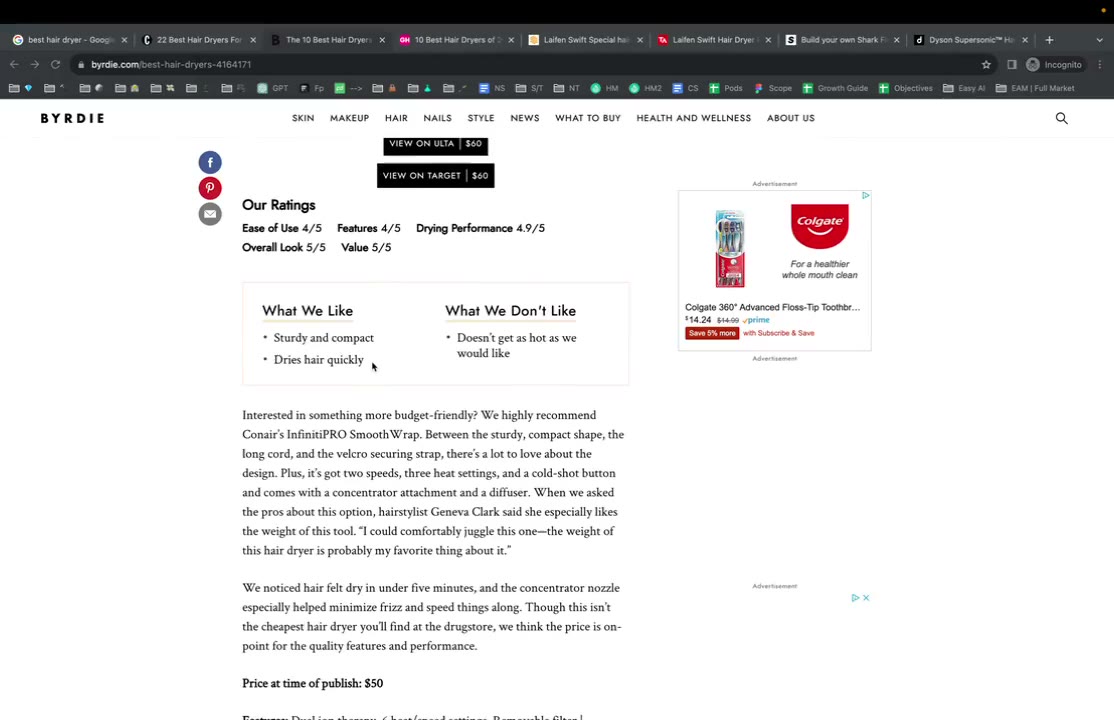 best hair dryer - Google
22 Best Hair Dryers For
The 10 Best Hair Dryers
10 Best Hair Dryers of 2
Laifen Swift Special hai
Laifen Swift Hair Dryer
Build your own Shark F
Dyson Supersonic™ Ha
byrdie.com/best-hair-dryers-4164171
Incognito
GPT
Fp
-->
NS
S/T
NT
HM
HM2
CS
Pods
Scope
Growth Guide
Objectives
Easy AI
EAM | Full Market
BYRDIE
SKIN
MAKEUP
HAIR
NAILS
STYLE
NEWS
WHAT TO BUY
HEALTH AND WELLNESS
ABOUT US
VIEW ON ULTA | $60
VIEW ON TARGET | $60
Our Ratings
Ease of Use 4/5 Features 4/5 Drying Performance 4.9/5
Overall Look 5/5 Value 5/5
What We Like
• Sturdy and compact
• Dries hair quickly
What We Don't Like
• Doesn't get as hot as we
would like
Interested in something more budget-friendly? We highly recommend
Conair's InfinitiPRO SmoothWrap. Between the sturdy, compact shape, the
long cord, and the velcro securing strap, there's a lot to love about the
design. Plus, it's got two speeds, three heat settings, and a cold-shot button
and comes with a concentrator attachment and a diffuser. When we asked
the pros about this option, hairstylist Geneva Clark said she especially likes
the weight of this tool. “I could comfortably juggle this one—the weight of
this hair dryer is probably my favorite thing about it.”
We noticed hair felt dry in under five minutes, and the concentrator nozzle
especially helped minimize frizz and speed things along. Though this isn't
the cheapest hair dryer you'll find at the drugstore, we think the price is on-
point for the quality features and performance.
Price at time of publish: $50
Features: Dual ion therapy, 6 heat/speed settings, Removable filter |
Advertisement
Colgate
For a healthier
whole mouth clean
Colgate 360° Advanced Floss-Tip Toothbr...
$14.24 $14.99 prime
Save 5% more with Subscribe & Save
Advertisement
Advertisement